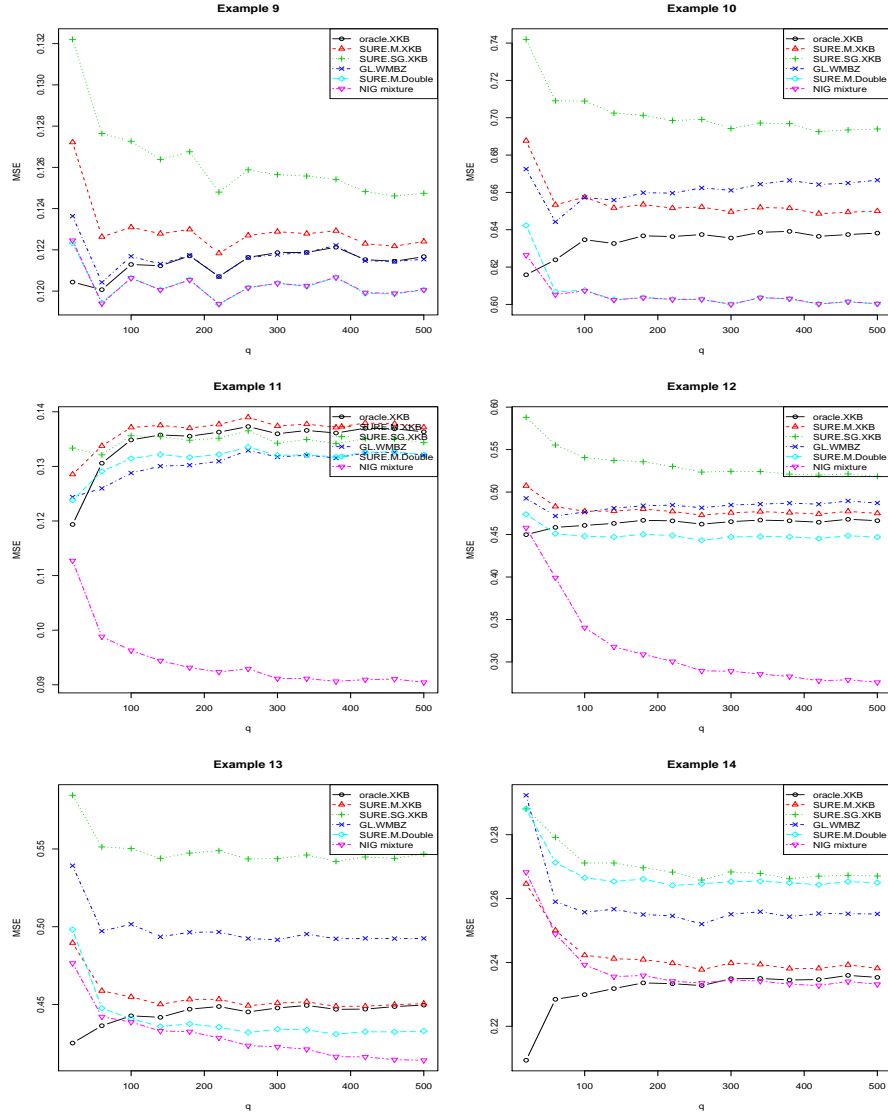 Example 9
0.132
0.130
0.128
0.126
0.124
0.122
0.120
MSE
100
200
300
400
500
q
oracle.XKB
SURE.M.XKB
SURE.SG.XKB
GL.WMBZ
SURE.M.Double
NIG mixture
Example 10
0.74
0.72
0.70
0.68
0.66
0.64
0.62
0.60
MSE
100
200
300
400
500
q
oracle.XKB
SURE.M.XKB
SURE.SG.XKB
GL.WMBZ
SURE.M.Double
NIG mixture
Example 11
0.14
0.13
0.12
0.11
0.10
0.09
MSE
0
100
200
300
400
500
q
oracle.XKB
SURE.M.XKB
SURE.SG.XKB
GL.WMBZ
SURE.M.Double
NIG mixture
Example 12
0.60
0.55
0.50
0.45
0.40
0.35
0.30
MSE
0
100
200
300
400
500
q
oracle.XKB
SURE.M.XKB
SURE.SG.XKB
GL.WMBZ
SURE.M.Double
NIG mixture
Example 13
0.55
0.50
0.45
MSE
100
200
300
400
500
q
oracle.XKB
SURE.M.XKB
SURE.SG.XKB
GL.WMBZ
SURE.M.Double
NIG mixture
Example 14
0.28
0.26
0.24
0.22
MSE
100
200
300
400
500
q
oracle.XKB
SURE.M.XKB
SURE.SG.XKB
GL.WMBZ
SURE.M.Double
NIG mixture